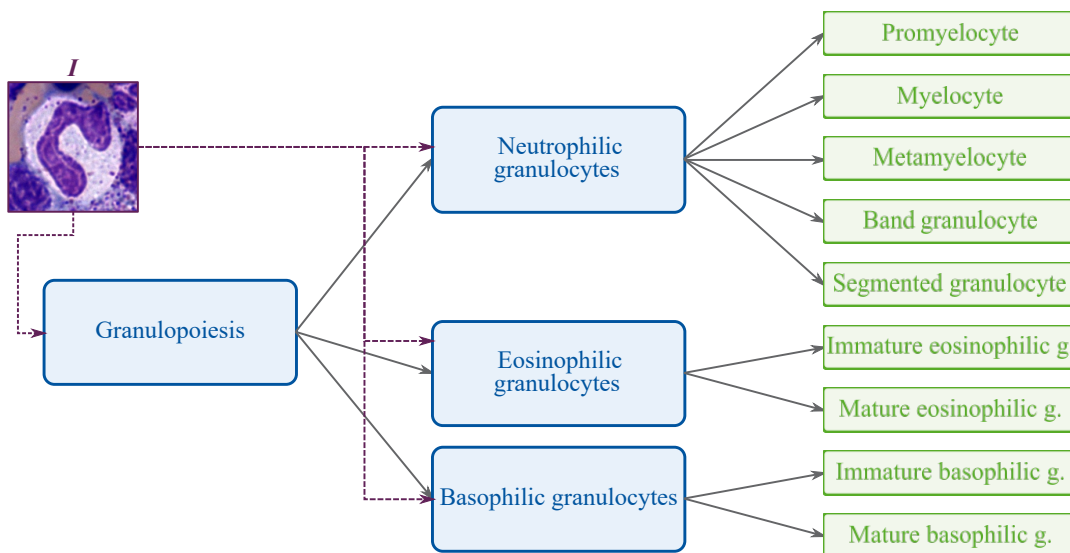 I
Granulopoiesis
Neutrophilic
granulocytes
Eosinophilic
granulocytes
Basophilic granulocytes
Promyelocyte
Myelocyte
Metamyelocyte
Band granulocyte
Segmented granulocyte
Immature eosinophilic g
Mature eosinophilic g.
Immature basophilic g.
Mature basophilic g.